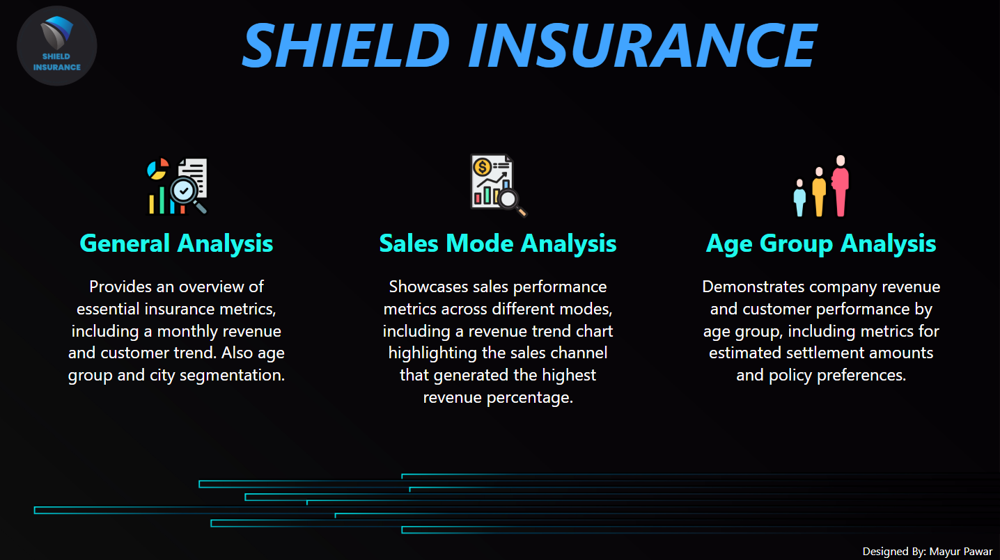 SHIELD
INSURANCE
SHIELD INSURANCE
General Analysis
Provides an overview of
essential insurance metrics,
including a monthly revenue
and customer trend. Also age
group and city segmentation.
Sales Mode Analysis
Showcases sales performance
metrics across different modes,
including a revenue trend chart
highlighting the sales channel
that generated the highest
revenue percentage.
Age Group Analysis
Demonstrates company revenue
and customer performance by
age group, including metrics for
estimated settlement amounts
and policy preferences.
Designed By: Mayur Pawar